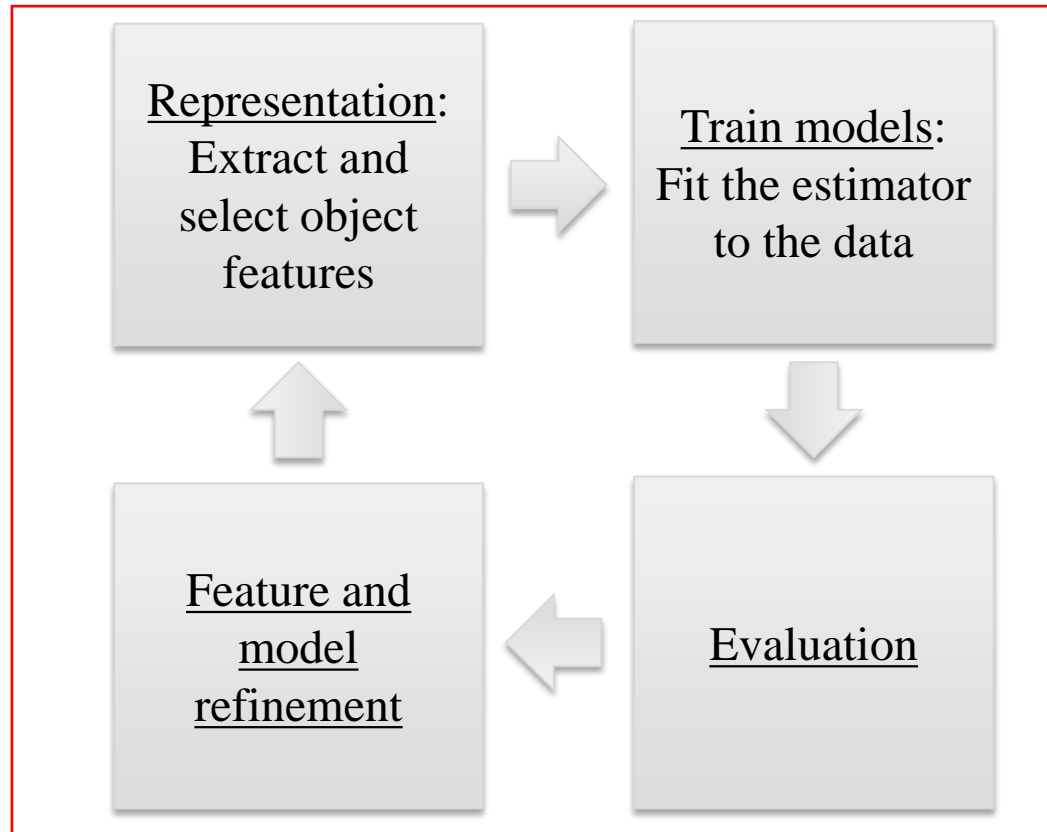 Representation:
Extract and
select object
features
Train models:
Fit the estimator
to the data
Feature and
model
refinement
Evaluation